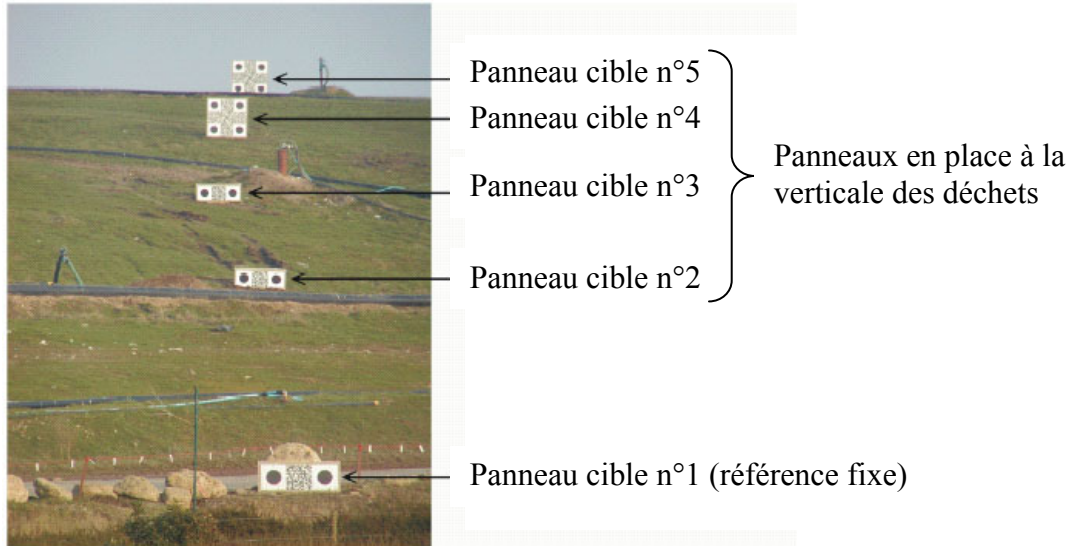 Panneau cible n°5
Panneau cible n°4
Panneau cible n°3
Panneau cible n°2
Panneaux en place à la
verticale des déchets
Panneau cible n°1 (référence fixe)